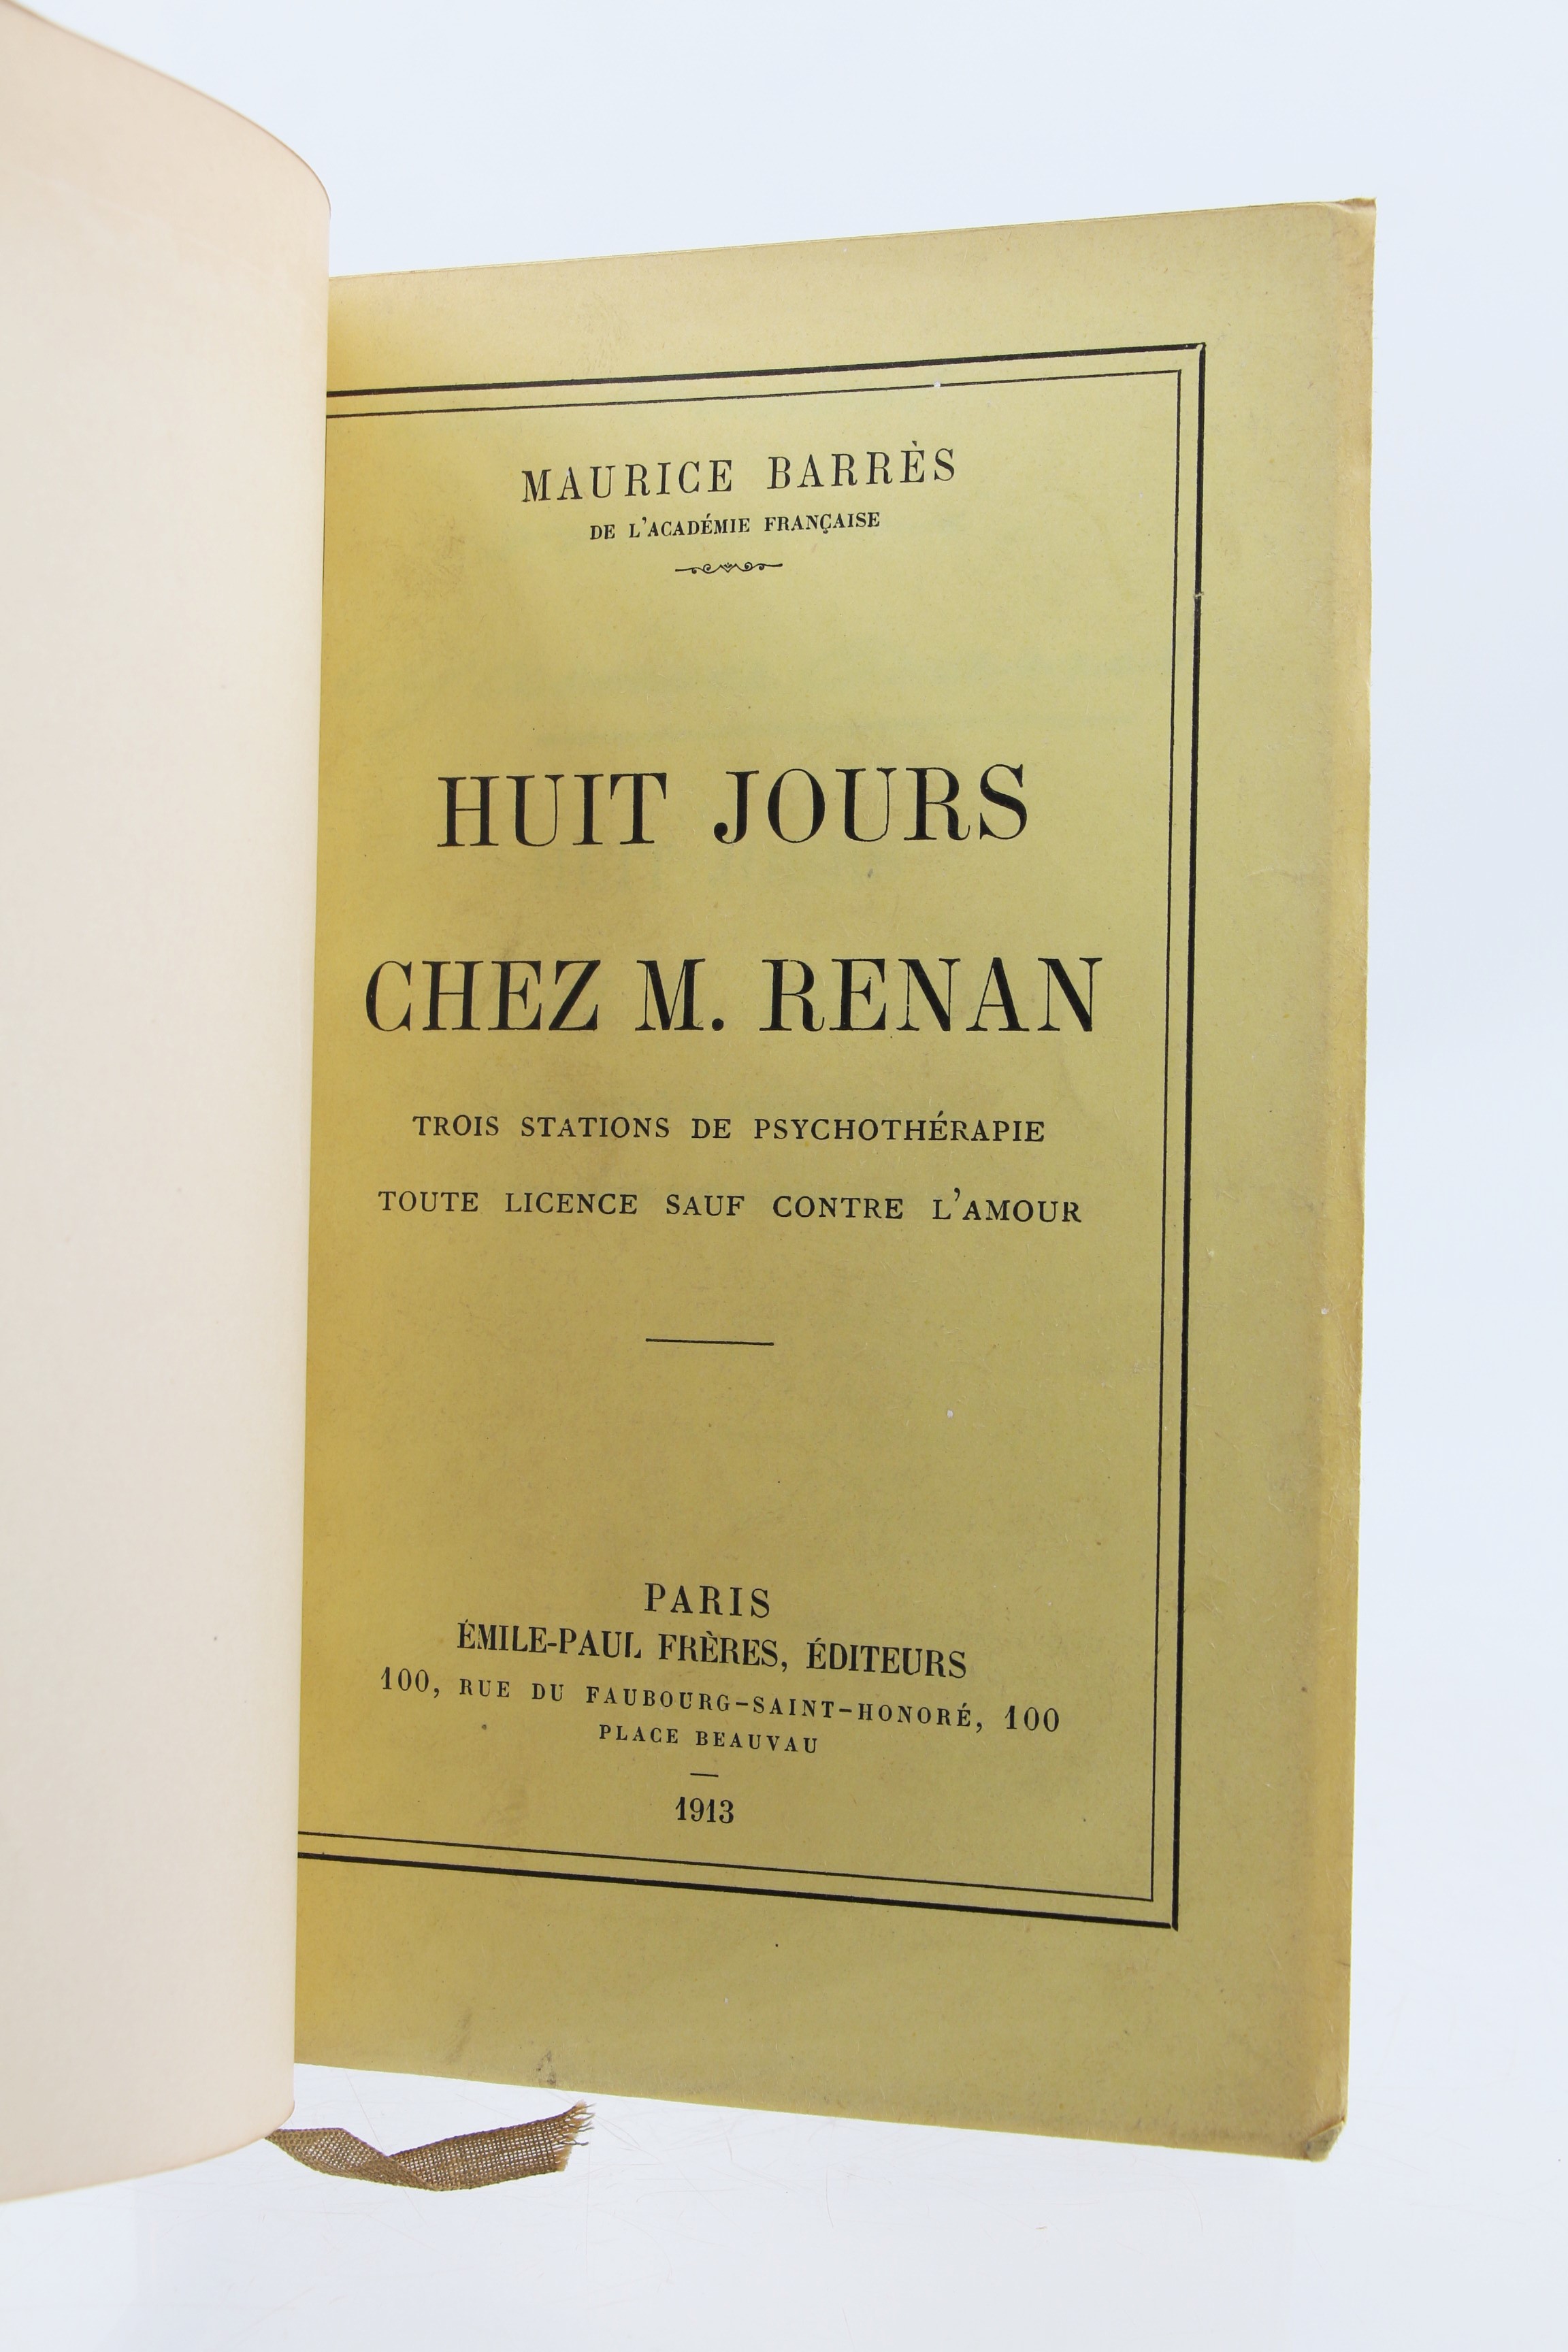 MAURICE BARRÈS
DE L'ACADÉMIE FRANÇAISE
HUIT JOURS
CHEZ M. RENAN
TROIS STATIONS DE PSYCHOTHÉRAPIE
TOUTE LICENCE SAUF CONTRE L'AMOUR
PARIS
ÉMILE-PAUL FRÈRES, ÉDITEURS
100, RUE DU FAUBOURG-SAINT-HONORÉ, 100
PLACE BEAUVAU
1913